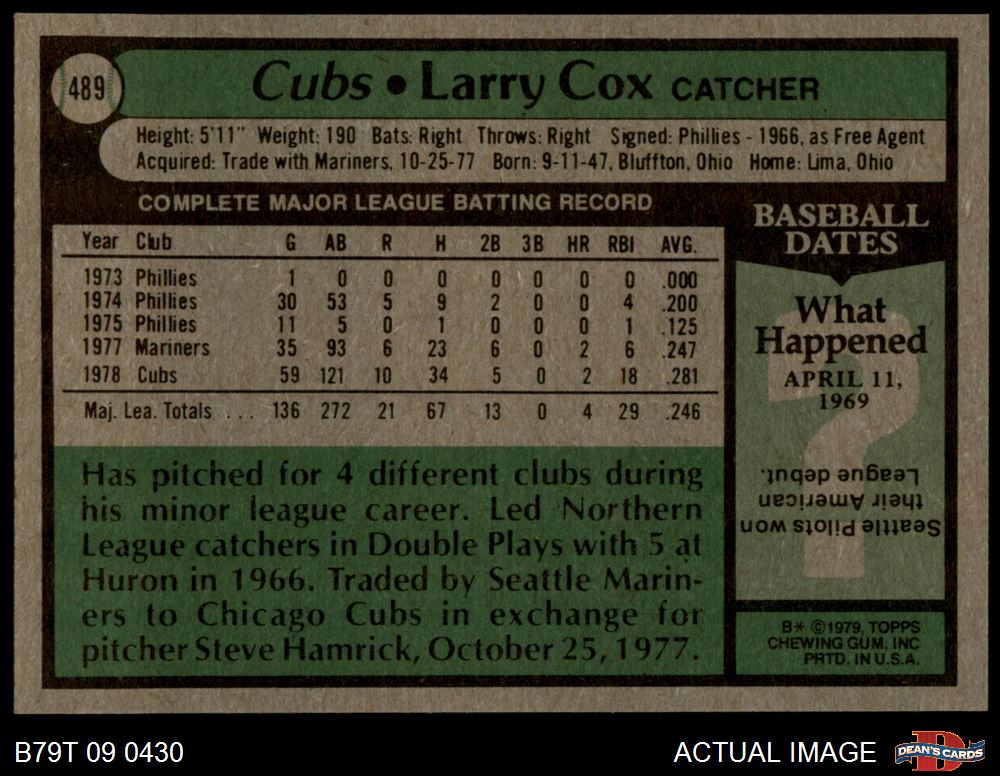 489
Cubs • Larry Cox CATCHER
Height: 5'11" Weight: 190 Bats: Right Throws: Right Signed: Phillies - 1966, as Free Agent
Acquired: Trade with Mariners, 10-25-77 Born: 9-11-47, Bluffton, Ohio Home: Lima, Ohio
COMPLETE MAJOR LEAGUE BATTING RECORD
Year Club G AB R H 2B 3B HR RBI AVG.
1973 Phillies 1 0 0 0 0 0 0 0 .000
1974 Phillies 30 53 5 9 2 0 0 4 .200
1975 Phillies 11 5 0 1 0 0 0 1 .125
1977 Mariners 35 93 6 23 6 0 2 6 .247
1978 Cubs 59 121 10 34 5 0 2 18 .281
Maj. Lea. Totals . . . 136 272 21 67 13 0 4 29 .246
Has pitched for 4 different clubs during
his minor league career. Led Northern
League catchers in Double Plays with 5 at
Huron in 1966. Traded by Seattle Marin-
ers to Chicago Cubs in exchange for
pitcher Steve Hamrick, October 25, 1977.
BASEBALL
DATES
What
Happened
APRIL 11,
1969
?
Seattle Pilots won
their American
League debut.
B* ©1979, TOPPS
CHEWING GUM, INC
PRTD. IN U.S.A.
B79T 09 0430
ACTUAL IMAGE
D
DEAN'S CARDS